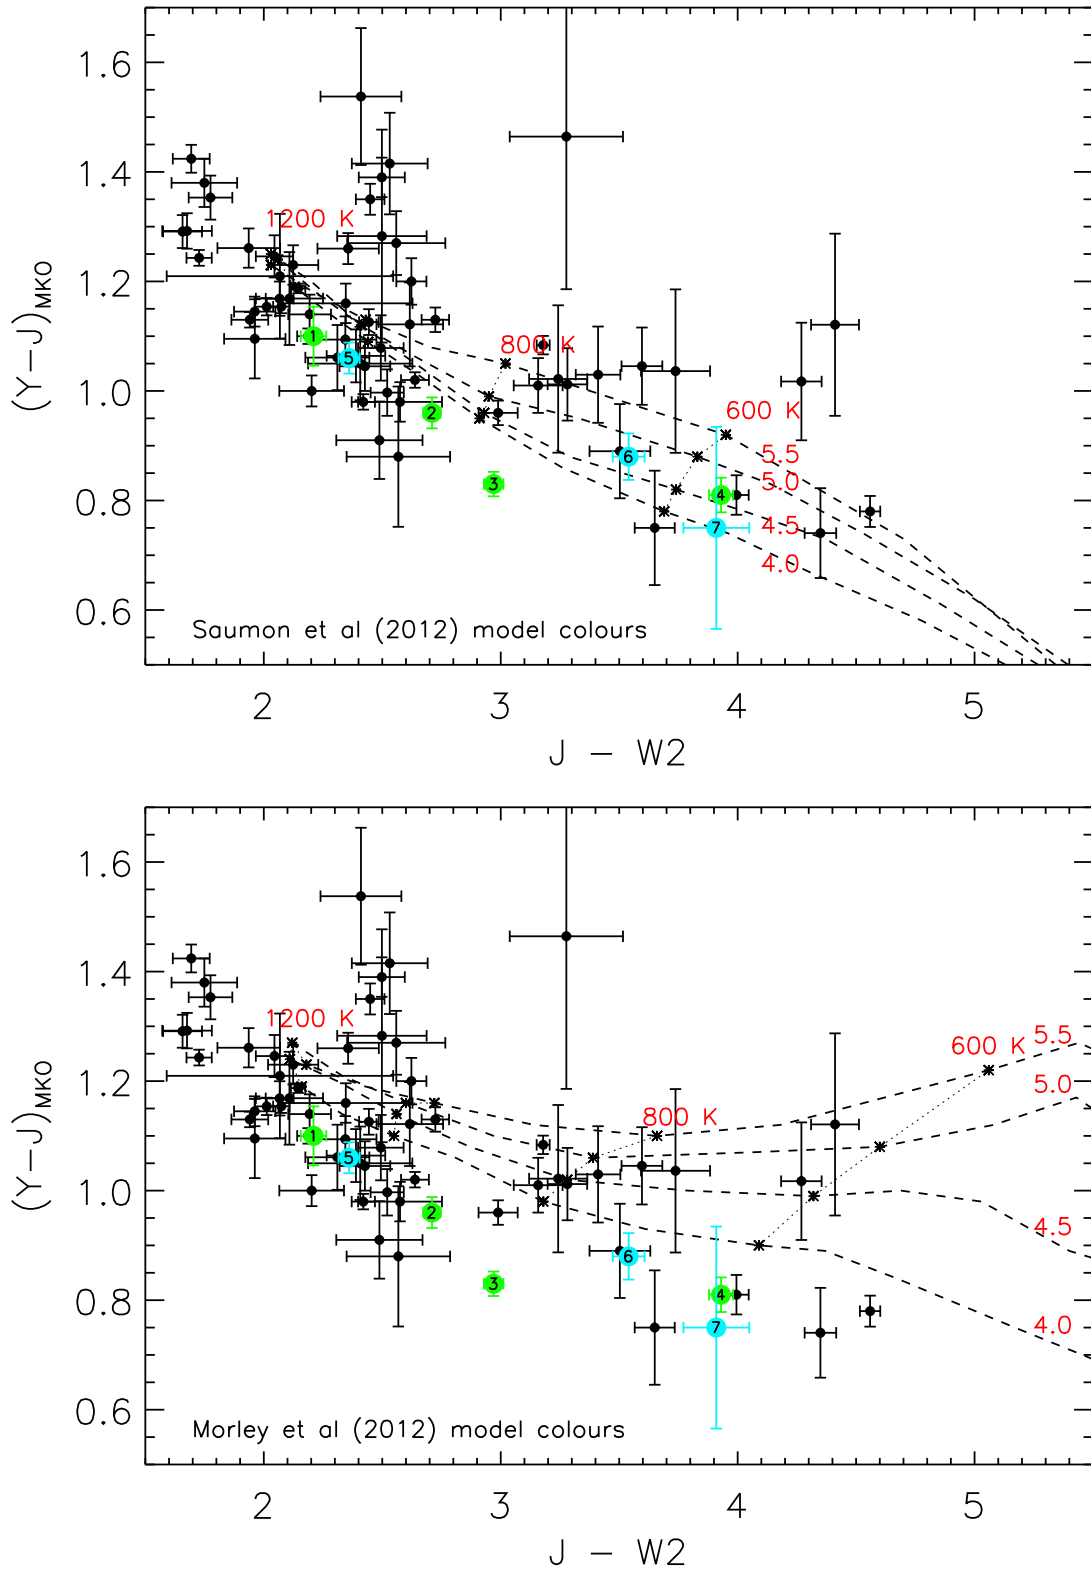 1.6
1.4
1200 K
1.2
1
800 K
5
(Y−J)MKO
1.0
600 K
2
5.5
6
5.0
3
4
0.8
4.5
7
4.0
0.6
Saumon et al (2012) model colours
2 3 4 5
J − W2
1.6
1.4
1200 K
5.5
600 K
1.2
5.0
800 K
1
5
(Y−J)MKO
1.0
2
4.5
6
3
4
0.8
7
4.0
0.6
Morley et al (2012) model colours
2 3 4 5
J − W2